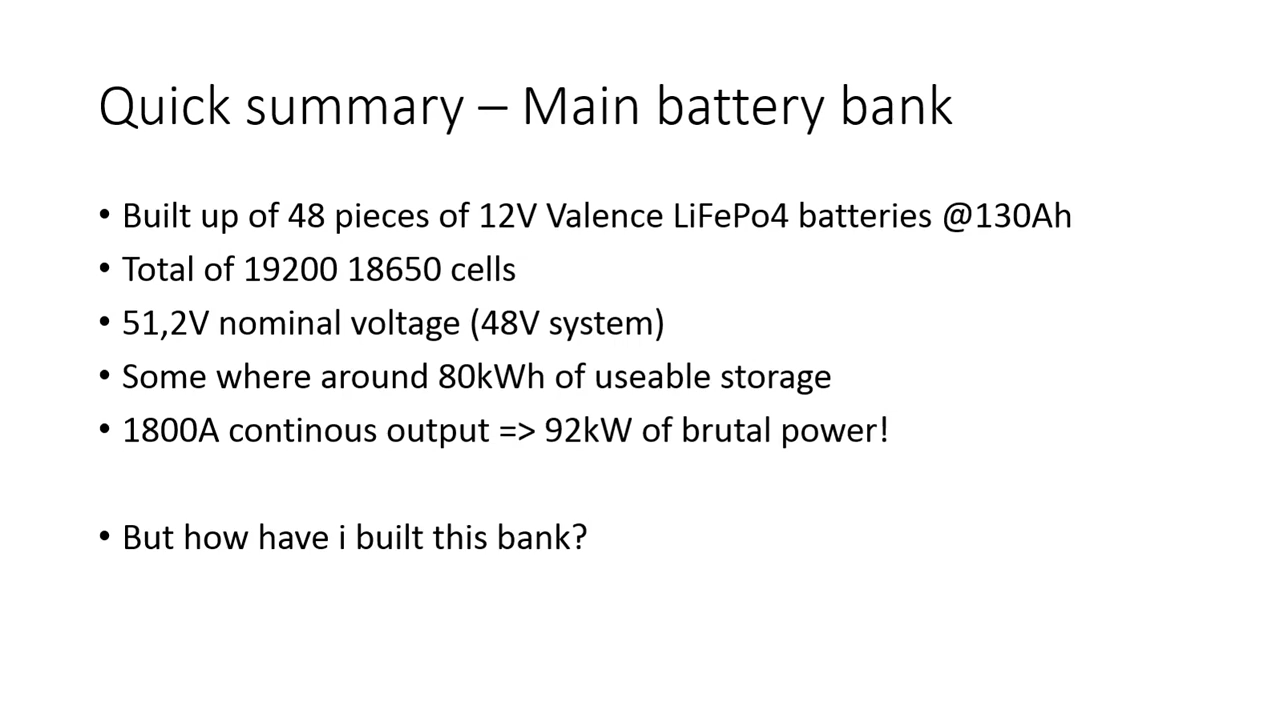 Quick summary – Main battery bank
• Built up of 48 pieces of 12V Valence LiFePo4 batteries @130Ah
• Total of 19200 18650 cells
• 51,2V nominal voltage (48V system)
• Some where around 80kWh of useable storage
• 1800A continous output => 92kW of brutal power!
• But how have i built this bank?